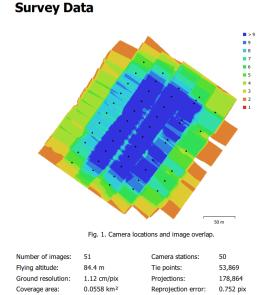 Survey Data
> 9
9
8
7
6
5
4
3
2
1
50 m
Fig. 1. Camera locations and image overlap.
Number of images: 51 Camera stations: 50
Flying altitude: 84.4 m Tie points: 53,869
Ground resolution: 1.12 cm/pix Projections: 178,864
Coverage area: 0.0558 km² Reprojection error: 0.752 pix